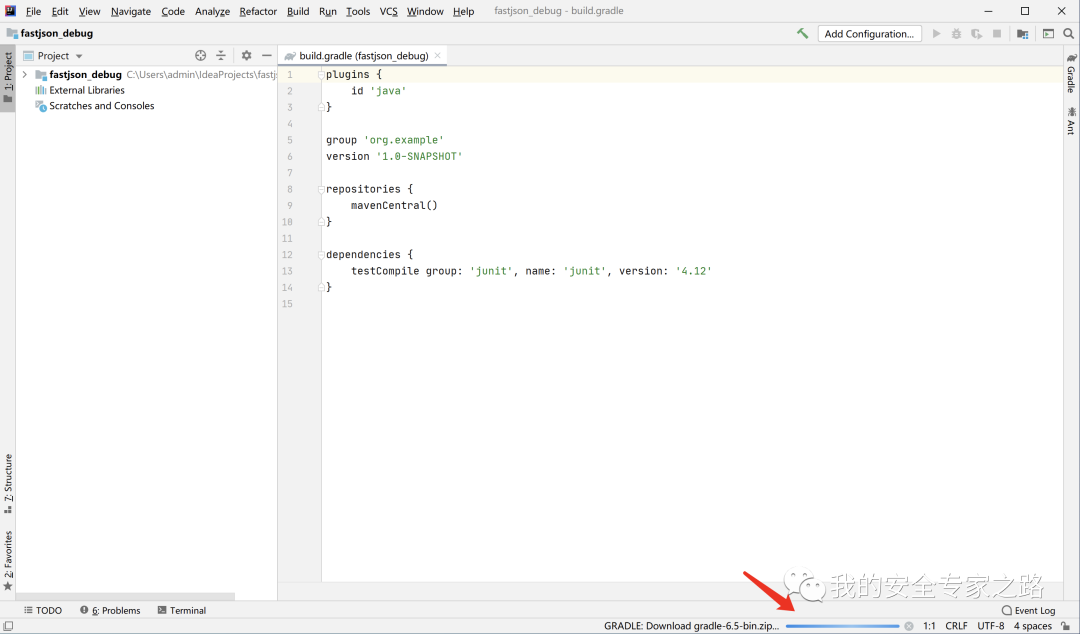 File Edit View Navigate Code Analyze Refactor Build Run Tools VCS Window Help fastjson_debug - build.gradle
fastjson_debug
Add Configuration...
1: Project
Project
build.gradle (fastjson_debug)
fastjson_debug C:\Users\admin\IdeaProjects\fastj
External Libraries
Scratches and Consoles
1 plugins {
2 id 'java'
3 }
4
5 group 'org.example'
6 version '1.0-SNAPSHOT'
7
8 repositories {
9 mavenCentral()
10 }
11
12 dependencies {
13 testCompile group: 'junit', name: 'junit', version: '4.12'
14 }
15
Gradle
Ant
7: Structure
2: Favorites
我的安全专家之路
TODO 6: Problems Terminal Event Log
GRADLE: Download gradle-6.5-bin.zip... 1:1 CRLF UTF-8 4 spaces